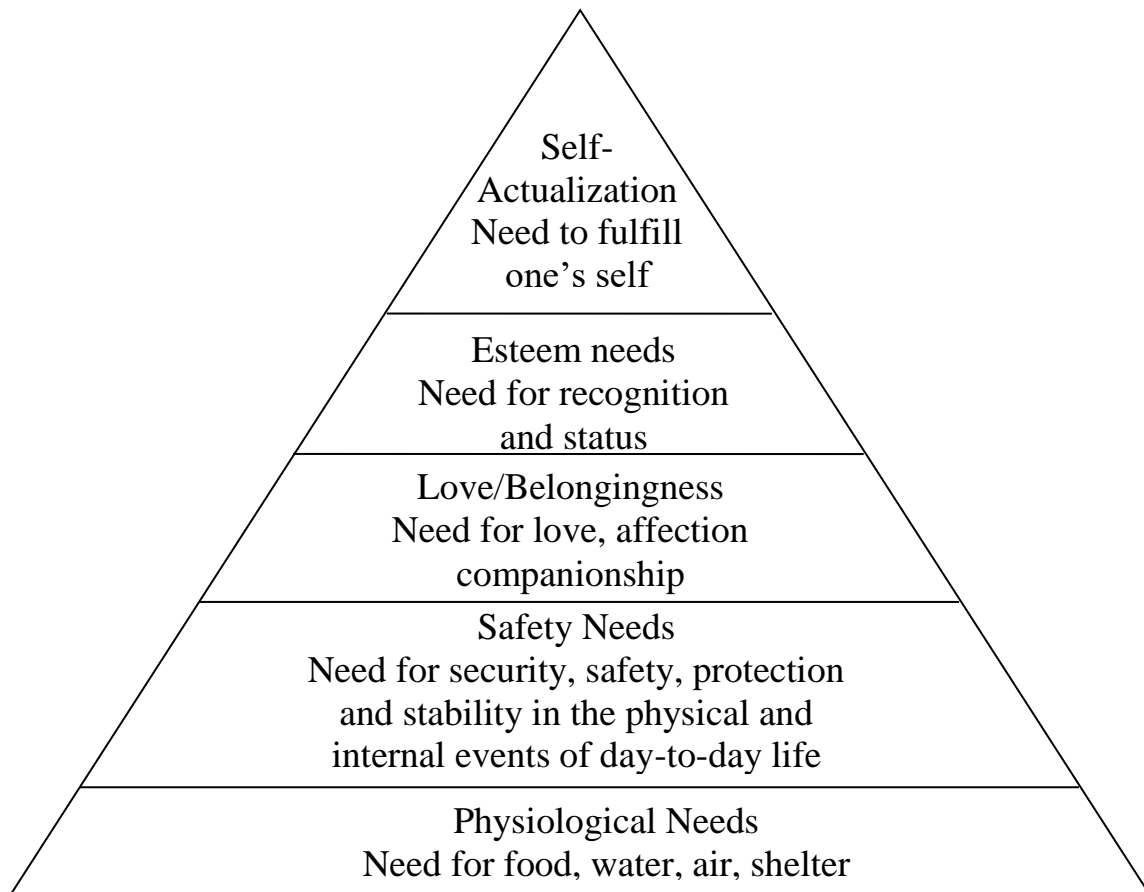 Self-
Actualization
Need to fulfill
one’s self
Esteem needs
Need for recognition
and status
Love/Belongingness
Need for love, affection
companionship
Safety Needs
Need for security, safety, protection
and stability in the physical and
internal events of day-to-day life
Physiological Needs
Need for food, water, air, shelter